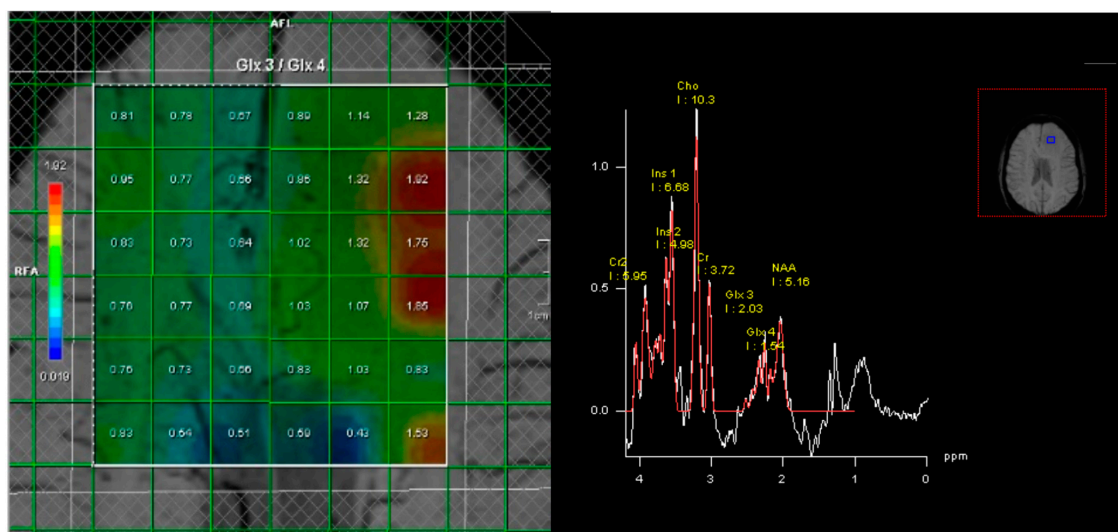 AFL
Glx 3 / Glx 4
0.81 0.78 0.67 0.89 1.14 1.28
1.92
0.95 0.77 0.66 0.96 1.32 1.92
RFA
0.83 0.73 0.64 1.02 1.32 1.75
0.76 0.77 0.69 1.03 1.07 1.85
1cm
0.019
0.76 0.73 0.66 0.83 1.03 0.83
0.83 0.54 0.51 0.59 0.43 1.53
Cho
I : 10.3
1.0
Ins 1
I : 6.68
Ins 2
I : 4.98
Cr2
I : 5.95
Cr
I : 3.72
NAA
I : 5.16
Glx 3
I : 2.03
0.5
Glx 4
I : 1.54
0.0
ppm
4 3 2 1 0